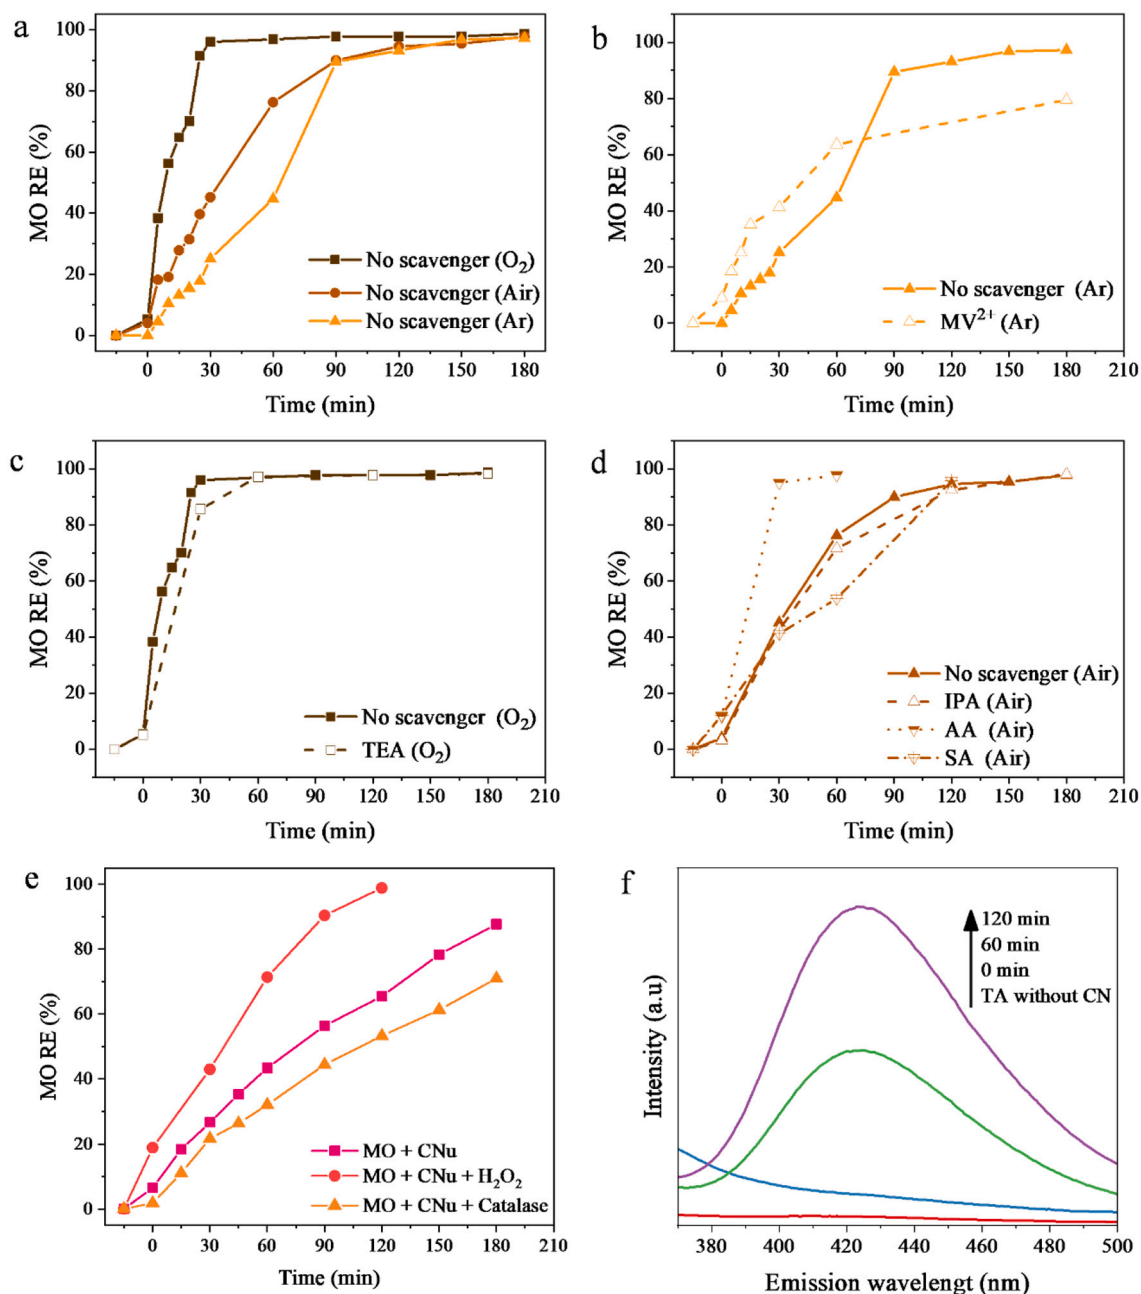 a
100
80
60
40
20
0
MO RE (%)
No scavenger (O₂)
No scavenger (Air)
No scavenger (Ar)
0 30 60 90 120 150 180
Time (min)
b
100
80
60
40
20
0
MO RE (%)
No scavenger (Ar)
MV²⁺ (Ar)
0 30 60 90 120 150 180 210
Time (min)
c
100
80
60
40
20
0
MO RE (%)
No scavenger (O₂)
TEA (O₂)
0 30 60 90 120 150 180 210
Time (min)
d
100
80
60
40
20
0
MO RE (%)
No scavenger (Air)
IPA (Air)
AA (Air)
SA (Air)
0 30 60 90 120 150 180 210
Time (min)
e
100
80
60
40
20
0
MO RE (%)
MO + CNu
MO + CNu + H₂O₂
MO + CNu + Catalase
0 30 60 90 120 150 180 210
Time (min)
f
Intensity (a.u)
120 min
60 min
0 min
TA without CN
380 400 420 440 460 480 500
Emission wavelengt (nm)